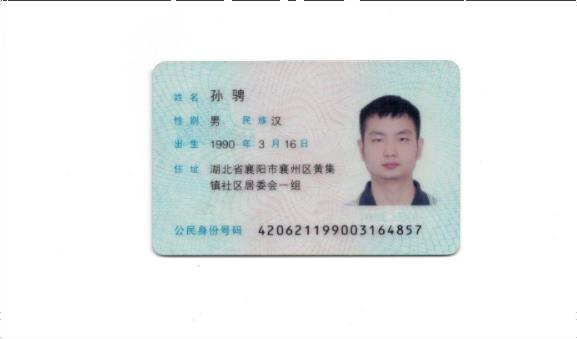 姓名 孙骋
性别 男 民族 汉
出生 1990 年 3 月 16 日
住址 湖北省襄阳市襄州区黄集
镇社区居委会一组
公民身份号码 420621199003164857